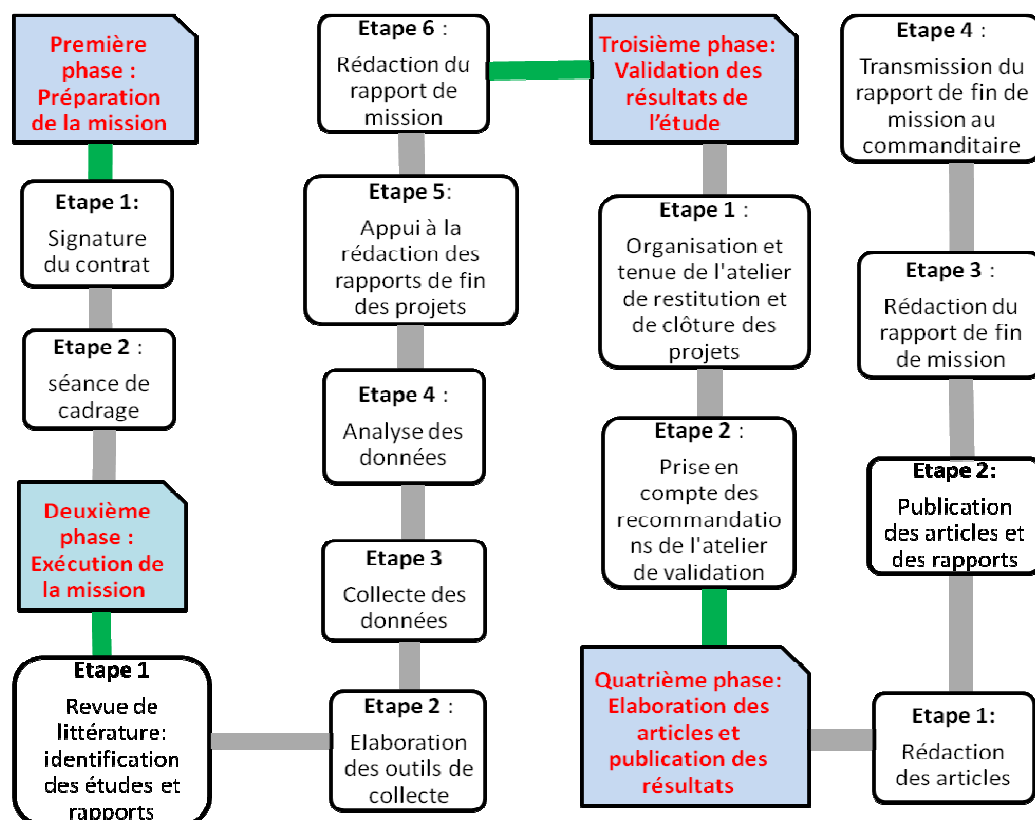 Première
phase :
Préparation
de la mission
Etape 1:
Signature
du contrat
Etape 2 :
séance de
cadrage
Deuxième
phase :
Exécution de
la mission
Etape 1
Revue de
littérature:
identification
des études et
rapports
Etape 2 :
Elaboration
des outils de
collecte
Etape 3
Collecte des
données
Etape 4 :
Analyse des
données
Etape 5:
Appui à la
rédaction des
rapports de fin
des projets
Etape 6 :
Rédaction du
rapport de
mission
Troisième phase:
Validation des
résultats de
l'étude
Etape 1 :
Organisation et
tenue de l'atelier
de restitution et
de clôture des
projets
Etape 2 :
Prise en
compte des
recommandatio
ns de l'atelier
de validation
Quatrième phase:
Elaboration des
articles et
publication des
résultats
Etape 1:
Rédaction
des articles
Etape 2:
Publication
des articles et
des rapports
Etape 3 :
Rédaction du
rapport de fin
de mission
Etape 4 :
Transmission du
rapport de fin de
mission au
commanditaire